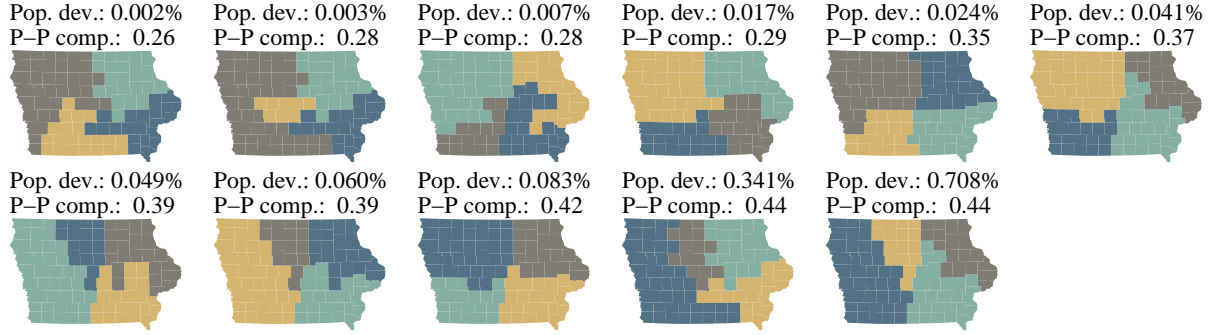 Pop. dev.: 0.002%
P–P comp.: 0.26
Pop. dev.: 0.003%
P–P comp.: 0.28
Pop. dev.: 0.007%
P–P comp.: 0.28
Pop. dev.: 0.017%
P–P comp.: 0.29
Pop. dev.: 0.024%
P–P comp.: 0.35
Pop. dev.: 0.041%
P–P comp.: 0.37
Pop. dev.: 0.049%
P–P comp.: 0.39
Pop. dev.: 0.060%
P–P comp.: 0.39
Pop. dev.: 0.083%
P–P comp.: 0.42
Pop. dev.: 0.341%
P–P comp.: 0.44
Pop. dev.: 0.708%
P–P comp.: 0.44